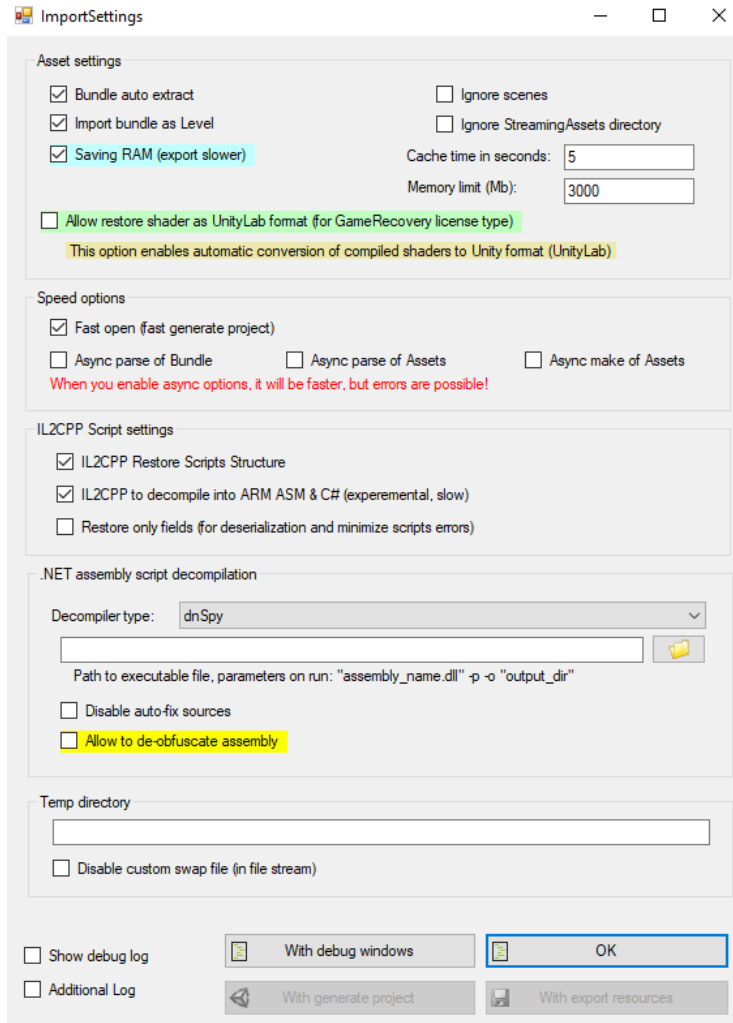 ImportSettings
Asset settings
Bundle auto extract
Ignore scenes
Import bundle as Level
Ignore StreamingAssets directory
Saving RAM (export slower)
Cache time in seconds: 5
Memory limit (Mb): 3000
Allow restore shader as UnityLab format (for GameRecovery license type)
This option enables automatic conversion of compiled shaders to Unity format (UnityLab)
Speed options
Fast open (fast generate project)
Async parse of Bundle Async parse of Assets Async make of Assets
When you enable async options, it will be faster, but errors are possible!
IL2CPP Script settings
IL2CPP Restore Scripts Structure
IL2CPP to decompile into ARM ASM & C# (experemental, slow)
Restore only fields (for deserialization and minimize scripts errors)
.NET assembly script decompilation
Decompiler type: dnSpy
Path to executable file, parameters on run: "assembly_name.dll" -p -o "output_dir"
Disable auto-fix sources
Allow to de-obfuscate assembly
Temp directory
Disable custom swap file (in file stream)
Show debug log
With debug windows
OK
Additional Log
With generate project
With export resources